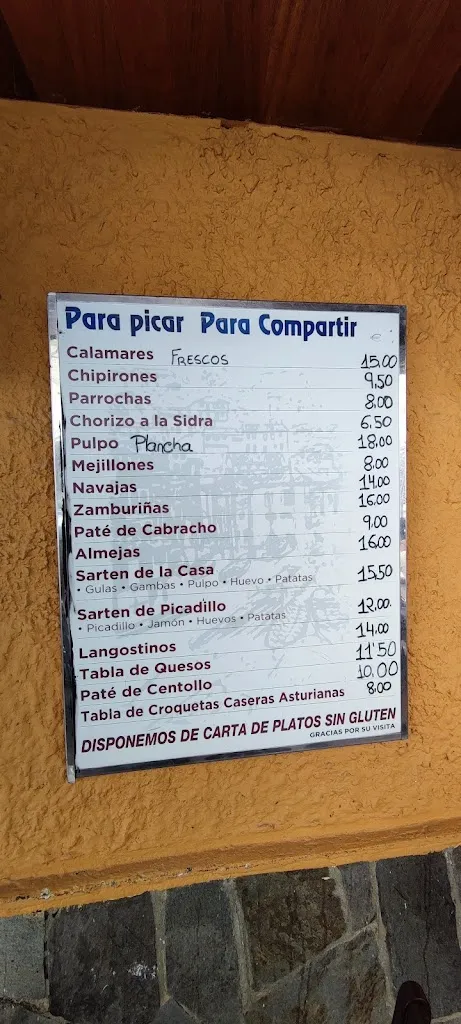 Para picar Para Compartir
€
Calamares FRESCOS 15,00
Chipirones 9,50
Parrochas 8,00
Chorizo a la Sidra 6,50
Pulpo Plancha 18,00
Mejillones 8,00
Navajas 14,00
Zamburiñas 16,00
Paté de Cabracho 9,00
Almejas 16,00
Sarten de la Casa 15,50
• Gulas • Gambas • Pulpo • Huevo • Patatas
Sarten de Picadillo 12,00
• Picadillo • Jamón • Huevos • Patatas
Langostinos 14,00
Tabla de Quesos 11'50
Paté de Centollo 10,00
Tabla de Croquetas Caseras Asturianas 8,00
DISPONEMOS DE CARTA DE PLATOS SIN GLUTEN
GRACIAS POR SU VISITA